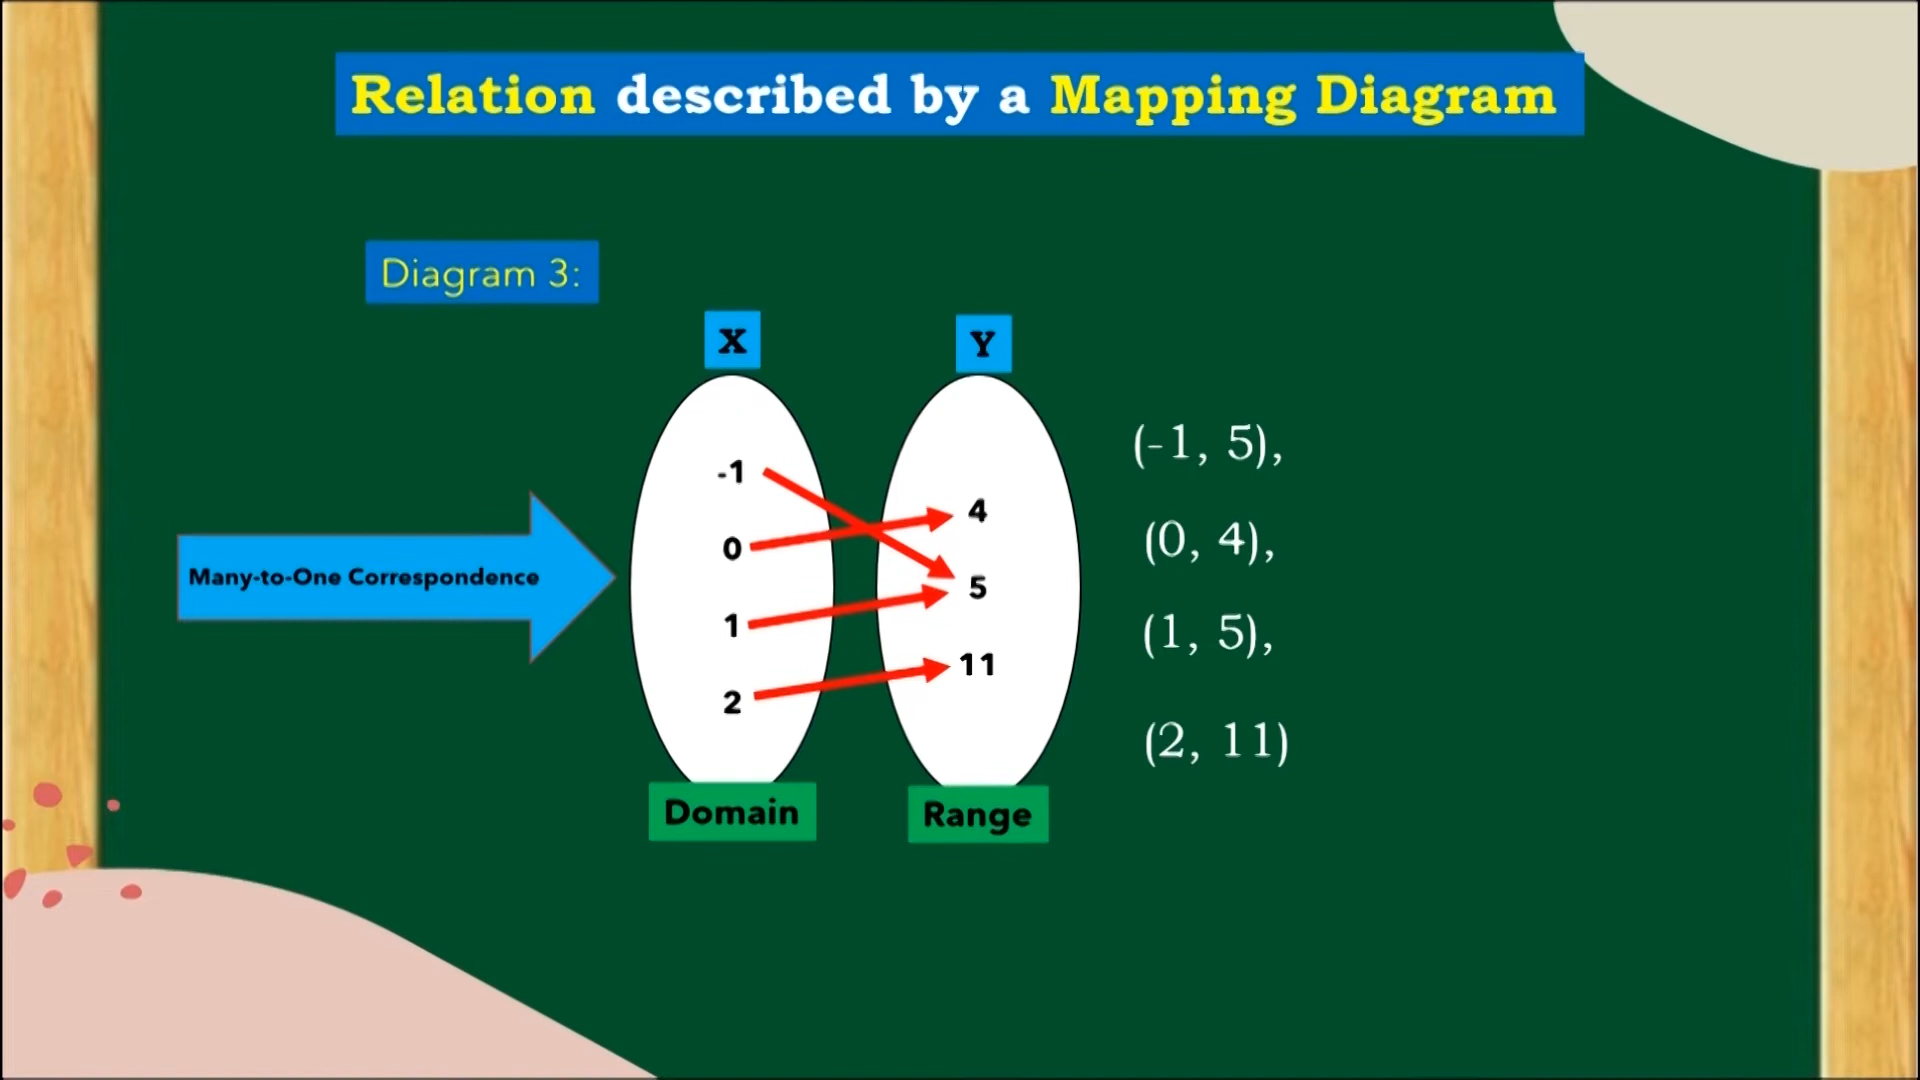 Relation described by a Mapping Diagram
Diagram 3:
X
Y
-1
0
1
2
4
5
11
Many-to-One Correspondence
(-1, 5),
(0, 4),
(1, 5),
(2, 11)
Domain
Range